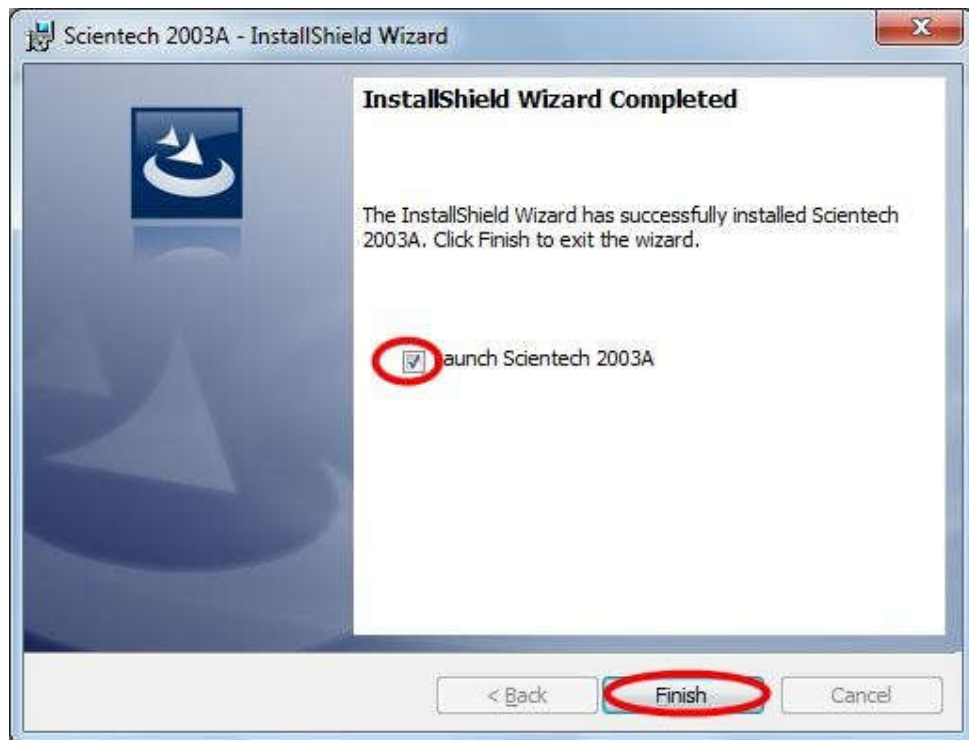 Scientech 2003A - InstallShield Wizard
InstallShield Wizard Completed
The InstallShield Wizard has successfully installed Scientech
2003A. Click Finish to exit the wizard.
Launch Scientech 2003A
< Back
Finish
Cancel